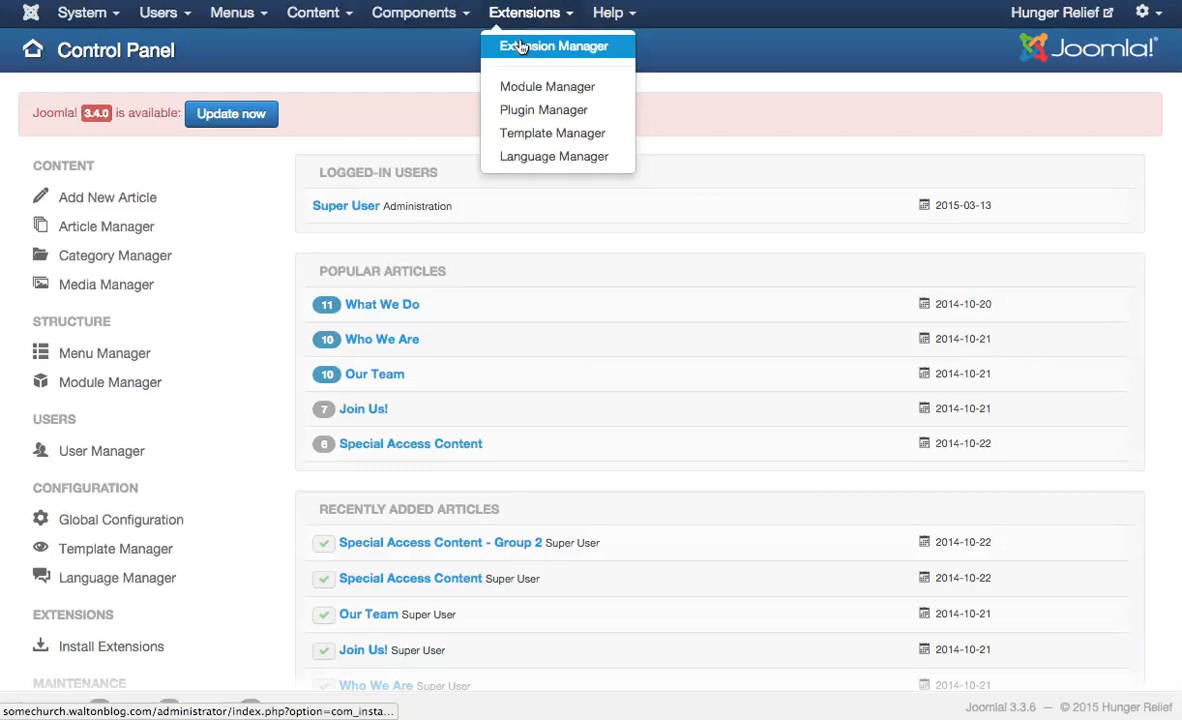 System Users Menus Content Components Extensions Help Hunger Relief
Control Panel
Joomla!
Extension Manager
Module Manager
Plugin Manager
Template Manager
Language Manager
Joomla! 3.4.0 is available: Update now
CONTENT
Add New Article
Article Manager
Category Manager
Media Manager
STRUCTURE
Menu Manager
Module Manager
USERS
User Manager
CONFIGURATION
Global Configuration
Template Manager
Language Manager
EXTENSIONS
Install Extensions
MAINTENANCE
LOGGED-IN USERS
Super User Administration 2015-03-13
POPULAR ARTICLES
11 What We Do 2014-10-20
10 Who We Are 2014-10-21
10 Our Team 2014-10-21
7 Join Us! 2014-10-21
6 Special Access Content 2014-10-22
RECENTLY ADDED ARTICLES
Special Access Content - Group 2 Super User 2014-10-22
Special Access Content Super User 2014-10-22
Our Team Super User 2014-10-21
Join Us! Super User 2014-10-21
Who We Are Super User 2014-10-21
somechurch.waltonblog.com/administrator/index.php?option=com_insta...
Joomla! 3.3.6 — © 2015 Hunger Relief